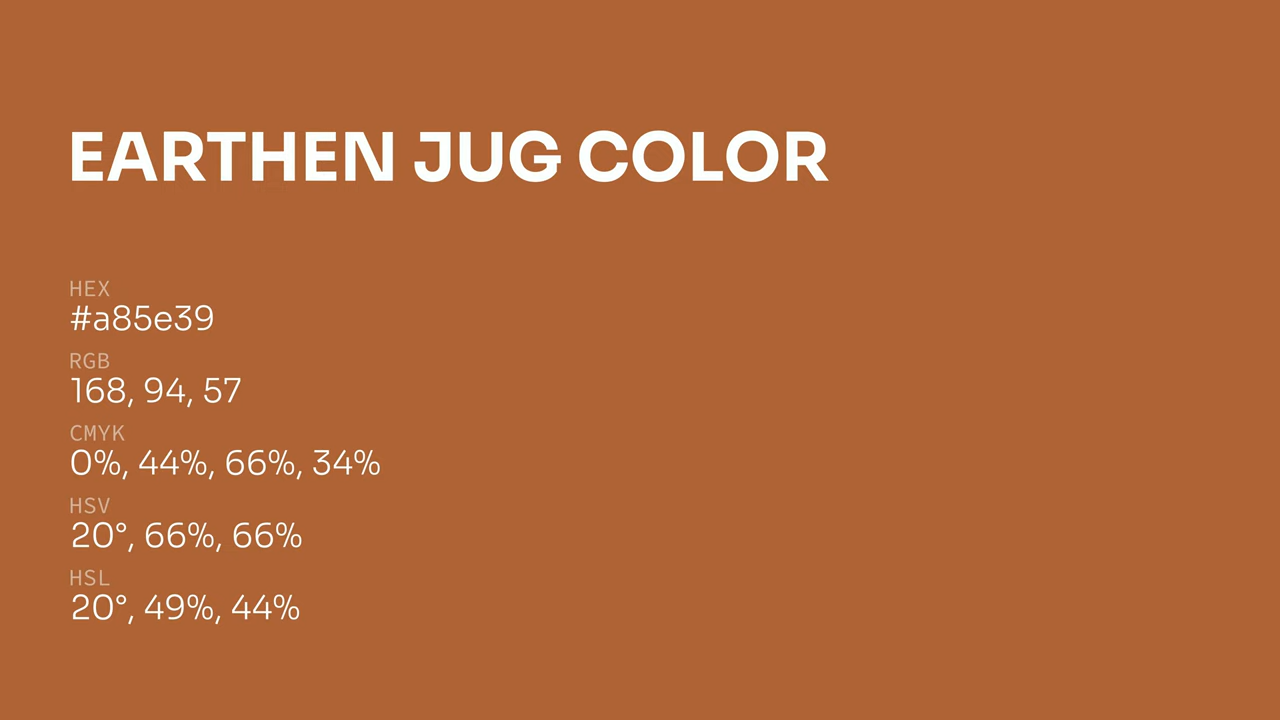 EARTHEN JUG COLOR
HEX
#a85e39
RGB
168, 94, 57
CMYK
0%, 44%, 66%, 34%
HSV
20°, 66%, 66%
HSL
20°, 49%, 44%